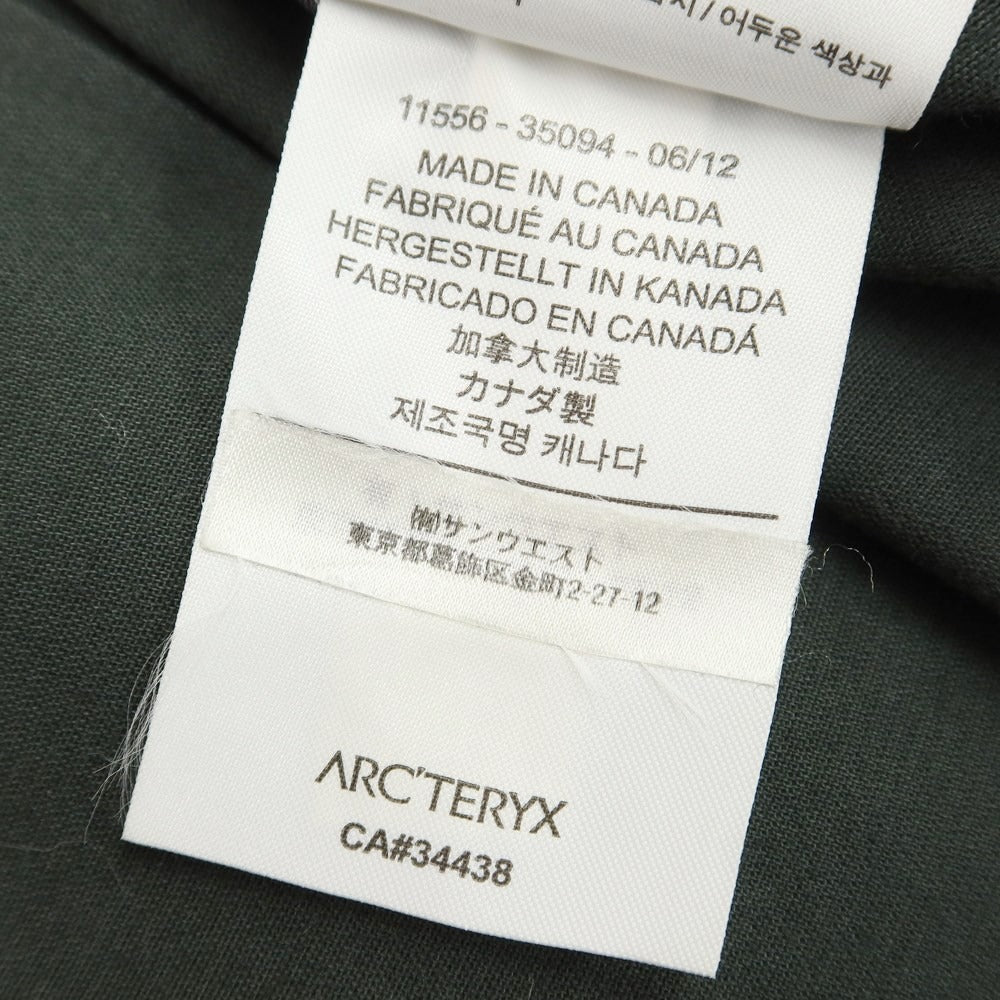 / 어두운 색상과
11556 - 35094 - 06/12
MADE IN CANADA
FABRIQUÉ AU CANADA
HERGESTELLT IN KANADA
FABRICADO EN CANADÁ
加拿大制造
カナダ製
제조국명 캐나다
㈲サンウエスト
東京都葛飾区金町2-27-12
ARC'TERYX
CA#34438